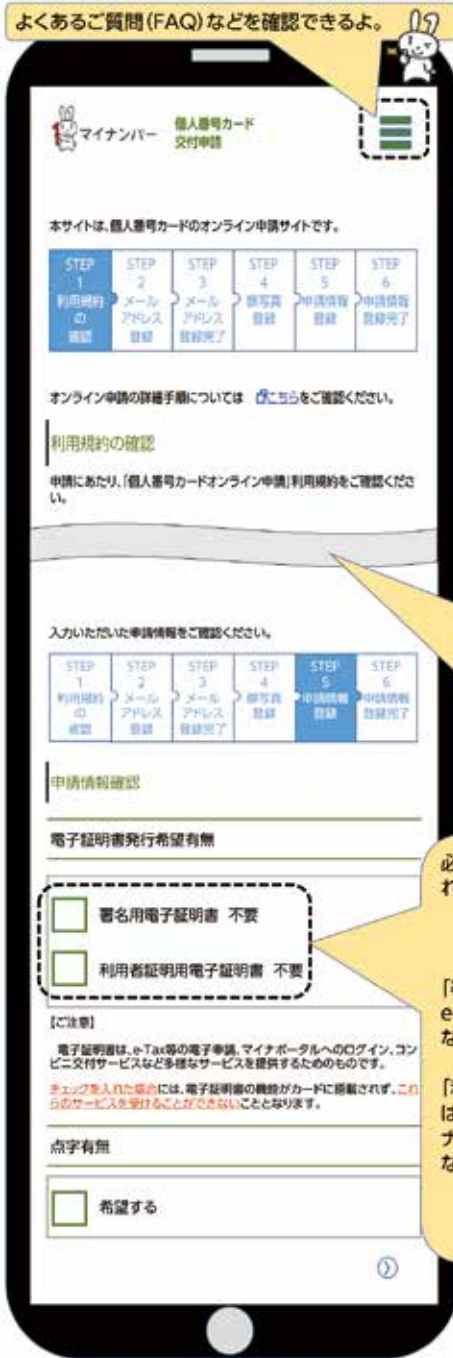 よくあるご質問(FAQ)などを確認できるよ。
マイナンバー
個人番号カード
交付申請
本サイトは、個人番号カードのオンライン申請サイトです。
STEP
1
利用規約
の
確認
STEP
2
メール
アドレス
登録
STEP
3
メール
アドレス
登録完了
STEP
4
顔写真
登録
STEP
5
申請情報
登録
STEP
6
申請情報
登録完了
オンライン申請の詳細手順については こちらをご確認ください。
利用規約の確認
申請にあたり、「個人番号カードオンライン申請」利用規約をご確認くださ
い。
入力いただいた申請情報をご確認ください。
STEP
1
利用規約
の
確認
STEP
2
メール
アドレス
登録
STEP
3
メール
アドレス
登録完了
STEP
4
顔写真
登録
STEP
5
申請情報
登録
STEP
6
申請情報
登録完了
申請情報確認
電子証明書発行希望有無
署名用電子証明書 不要
利用者証明用電子証明書 不要
【ご注意】
電子証明書は、e-Tax等の電子申請、マイナポータルへのログイン、コン
ビニ交付サービスなど多様なサービスを提供するためのものです。
チェックを入れた場合には、電子証明書の機能がカードに搭載されず、これ
らのサービスを受けることができないこととなります。
点字有無
希望する
必
れ
e
な
は
ナ
な